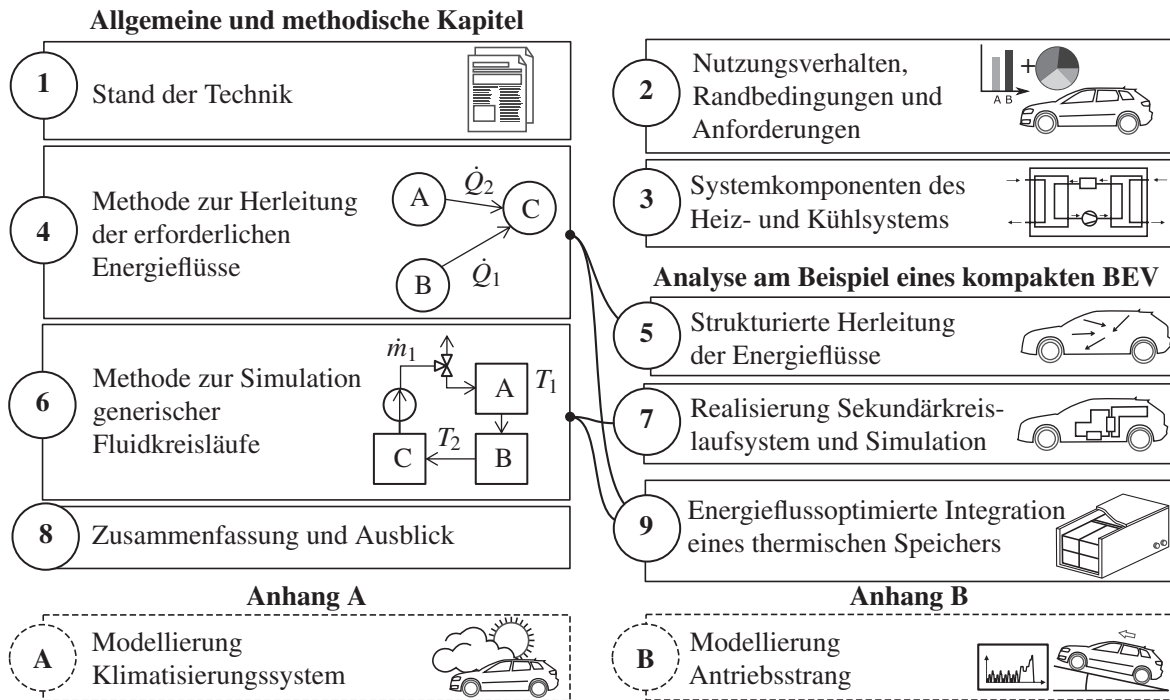 Allgemeine und methodische Kapitel
1
Stand der Technik
4
Methode zur Herleitung
der erforderlichen
Energieflüsse
A
Q̇2
C
B
Q̇1
6
Methode zur Simulation
generischer
Fluidkreisläufe
ṁ1
A
T1
T2
C
B
8
Zusammenfassung und Ausblick
2
Nutzungsverhalten,
Randbedingungen und
Anforderungen
+
A B
3
Systemkomponenten des
Heiz- und Kühlsystems
Analyse am Beispiel eines kompakten BEV
5
Strukturierte Herleitung
der Energieflüsse
7
Realisierung Sekundärkreis-
laufsystem und Simulation
9
Energieflussoptimierte Integration
eines thermischen Speichers
Anhang A
A
Modellierung
Klimatisierungssystem
Anhang B
B
Modellierung
Antriebsstrang